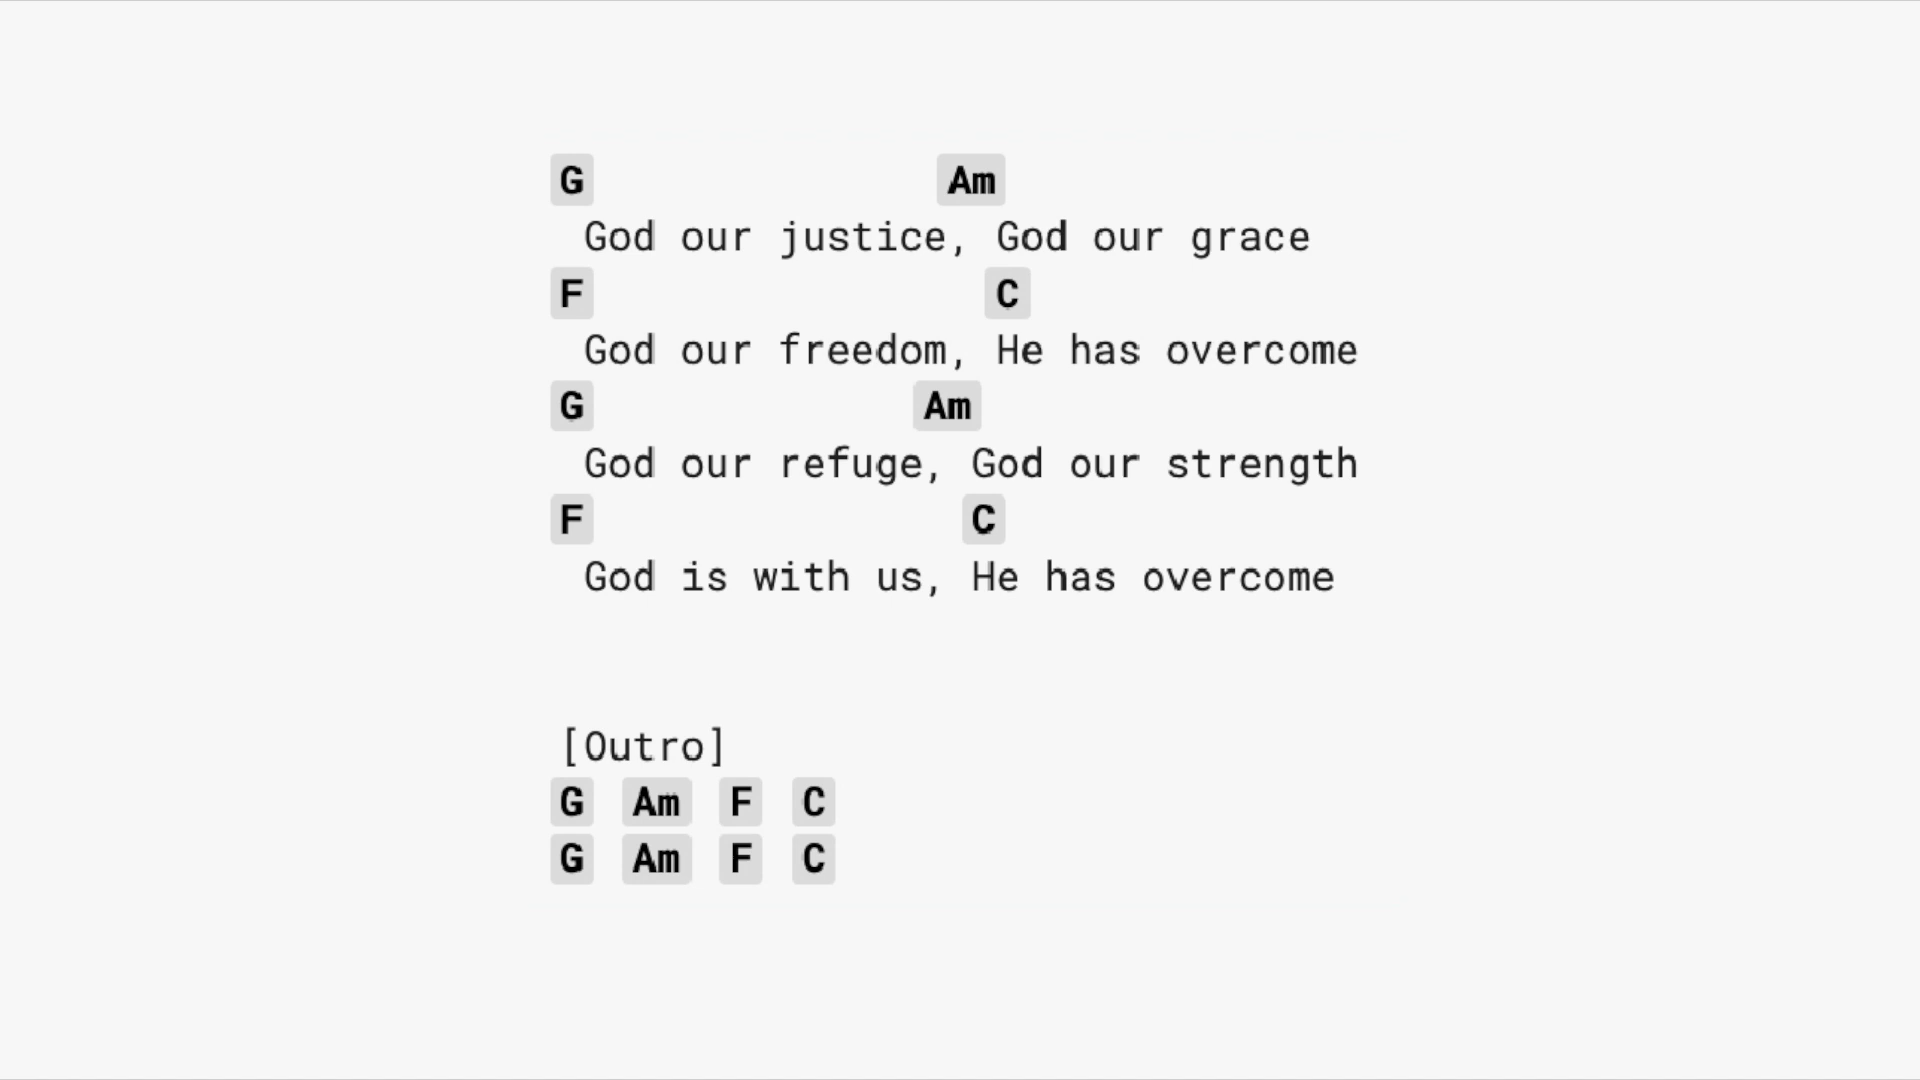 G Am
God our justice, God our grace
F C
God our freedom, He has overcome
G Am
God our refuge, God our strength
F C
God is with us, He has overcome
[Outro]
G Am F C
G Am F C